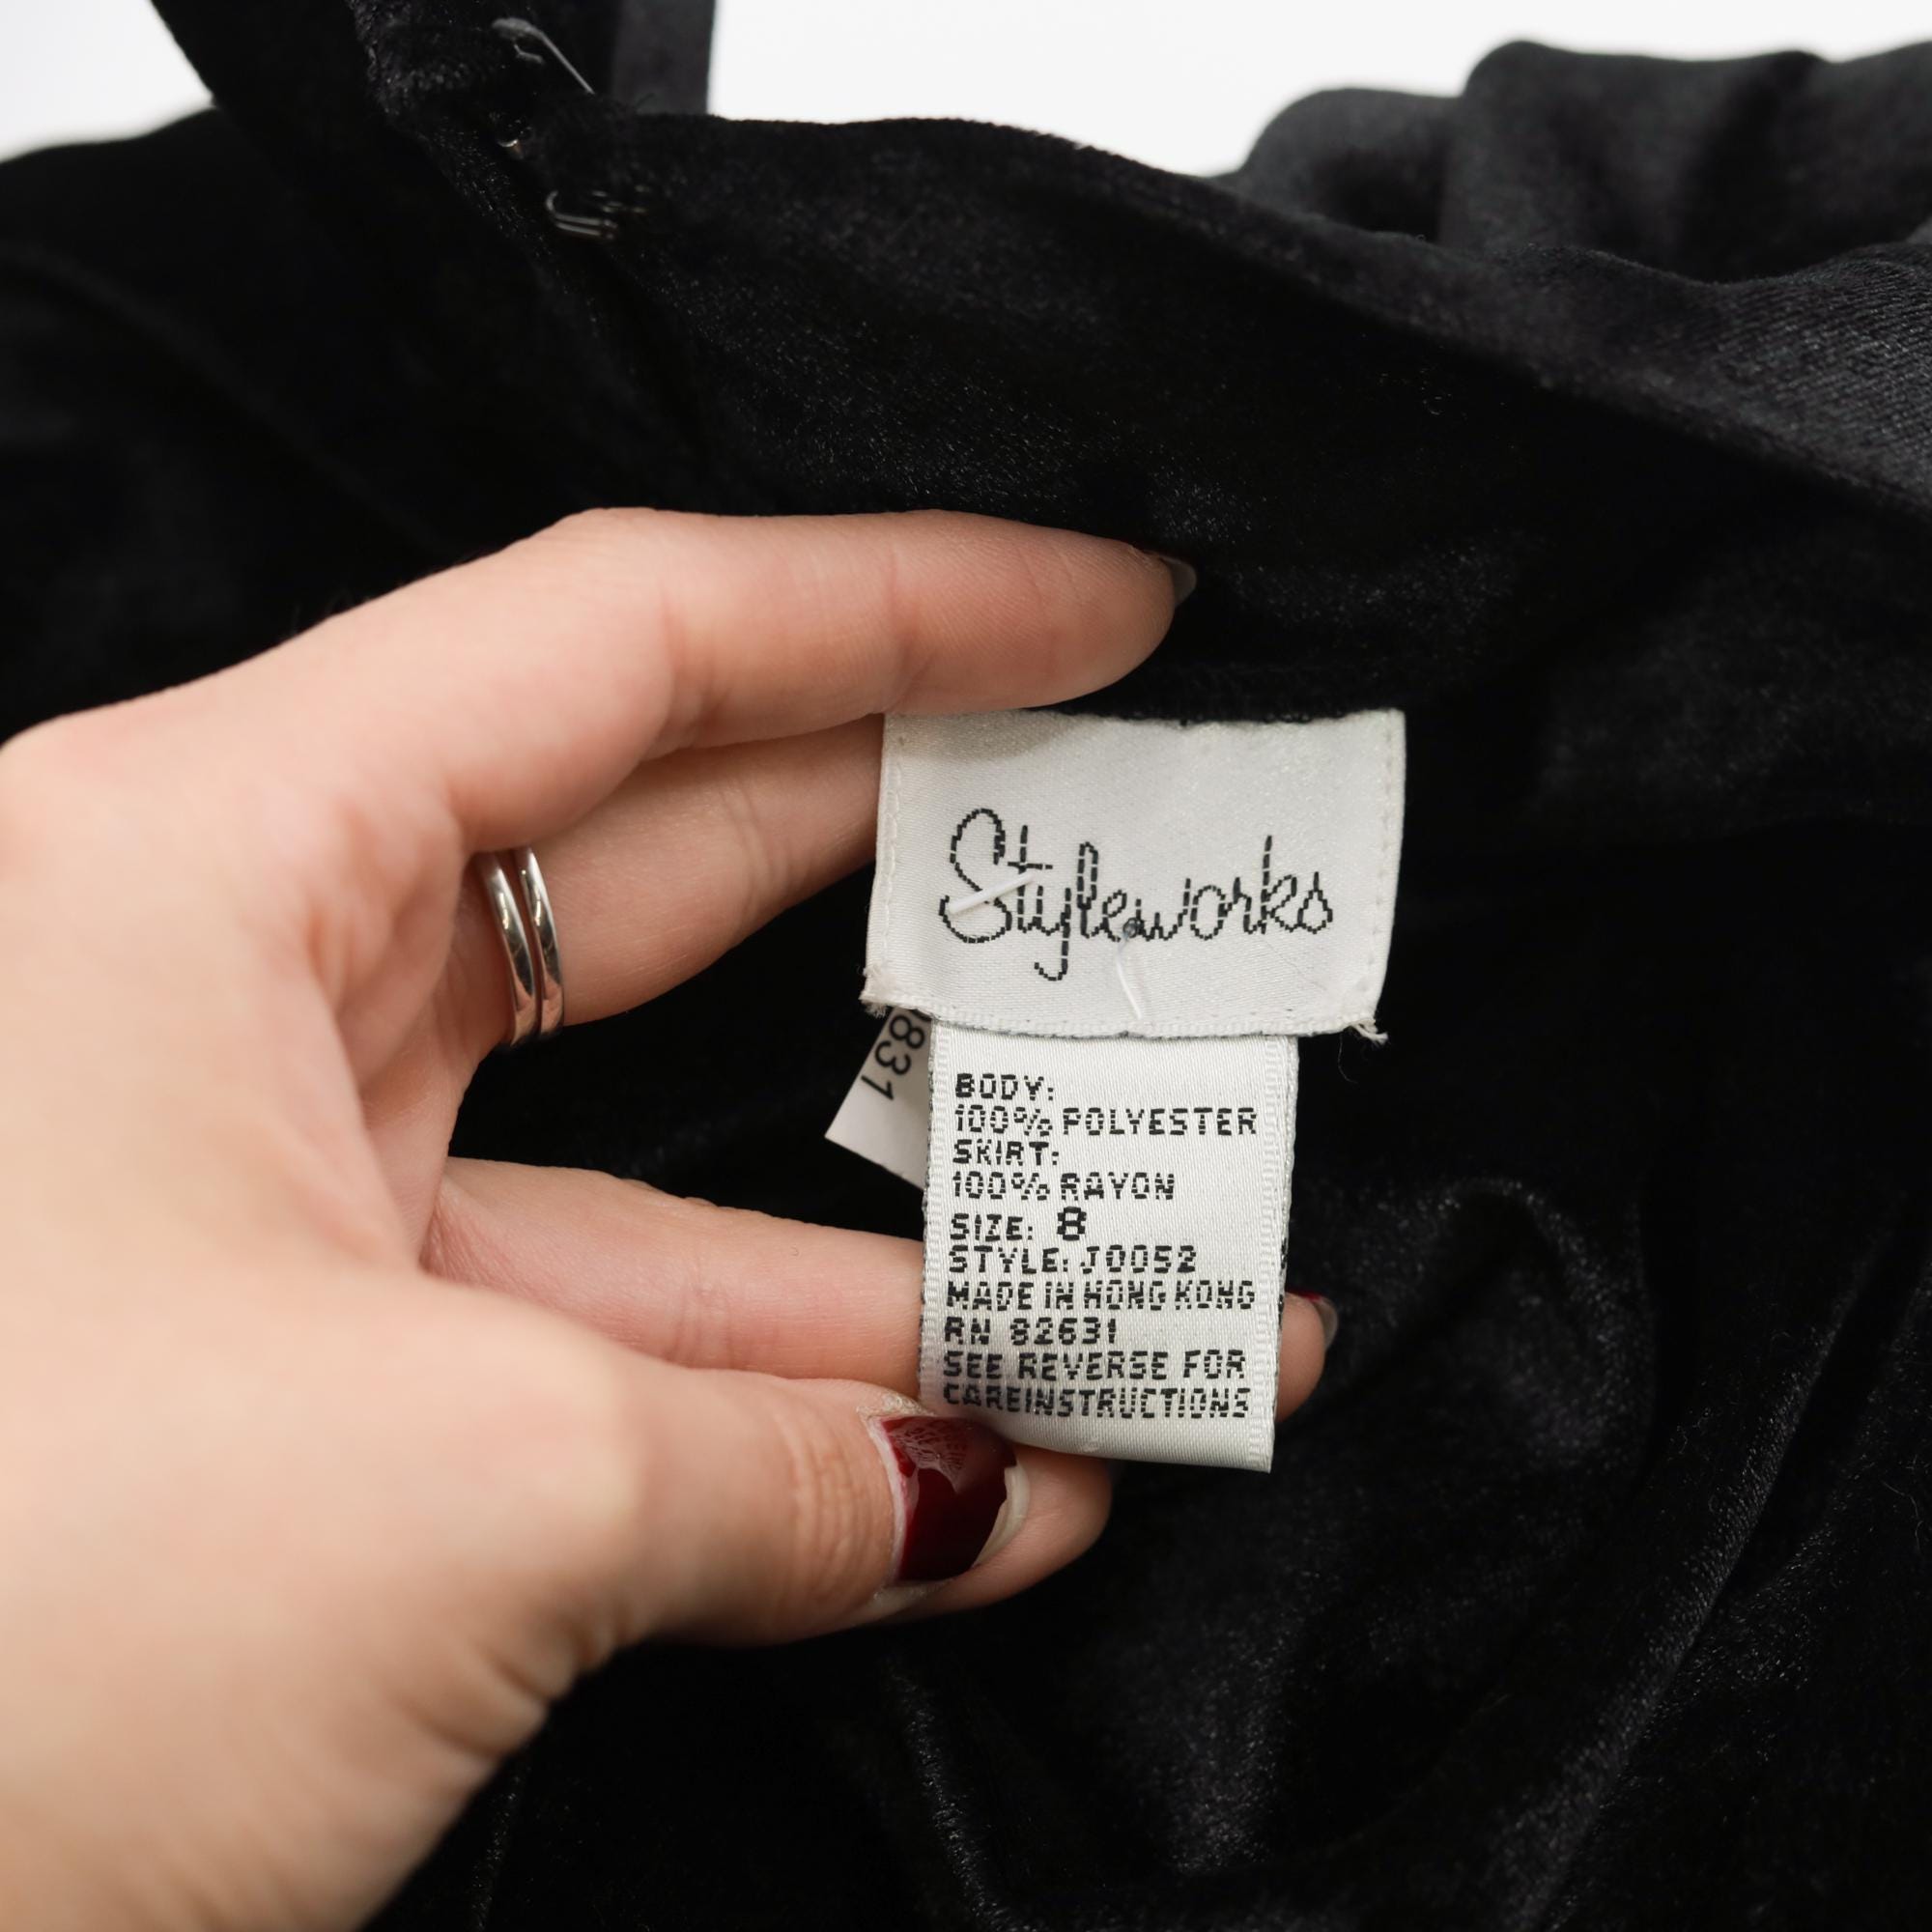 Styleworks
831
BODY:
100% POLYESTER
SKIRT:
100% RAYON
SIZE: 8
STYLE: J0052
MADE IN HONG KONG
RN 82631
SEE REVERSE FOR
CAREINSTRUCTIONS